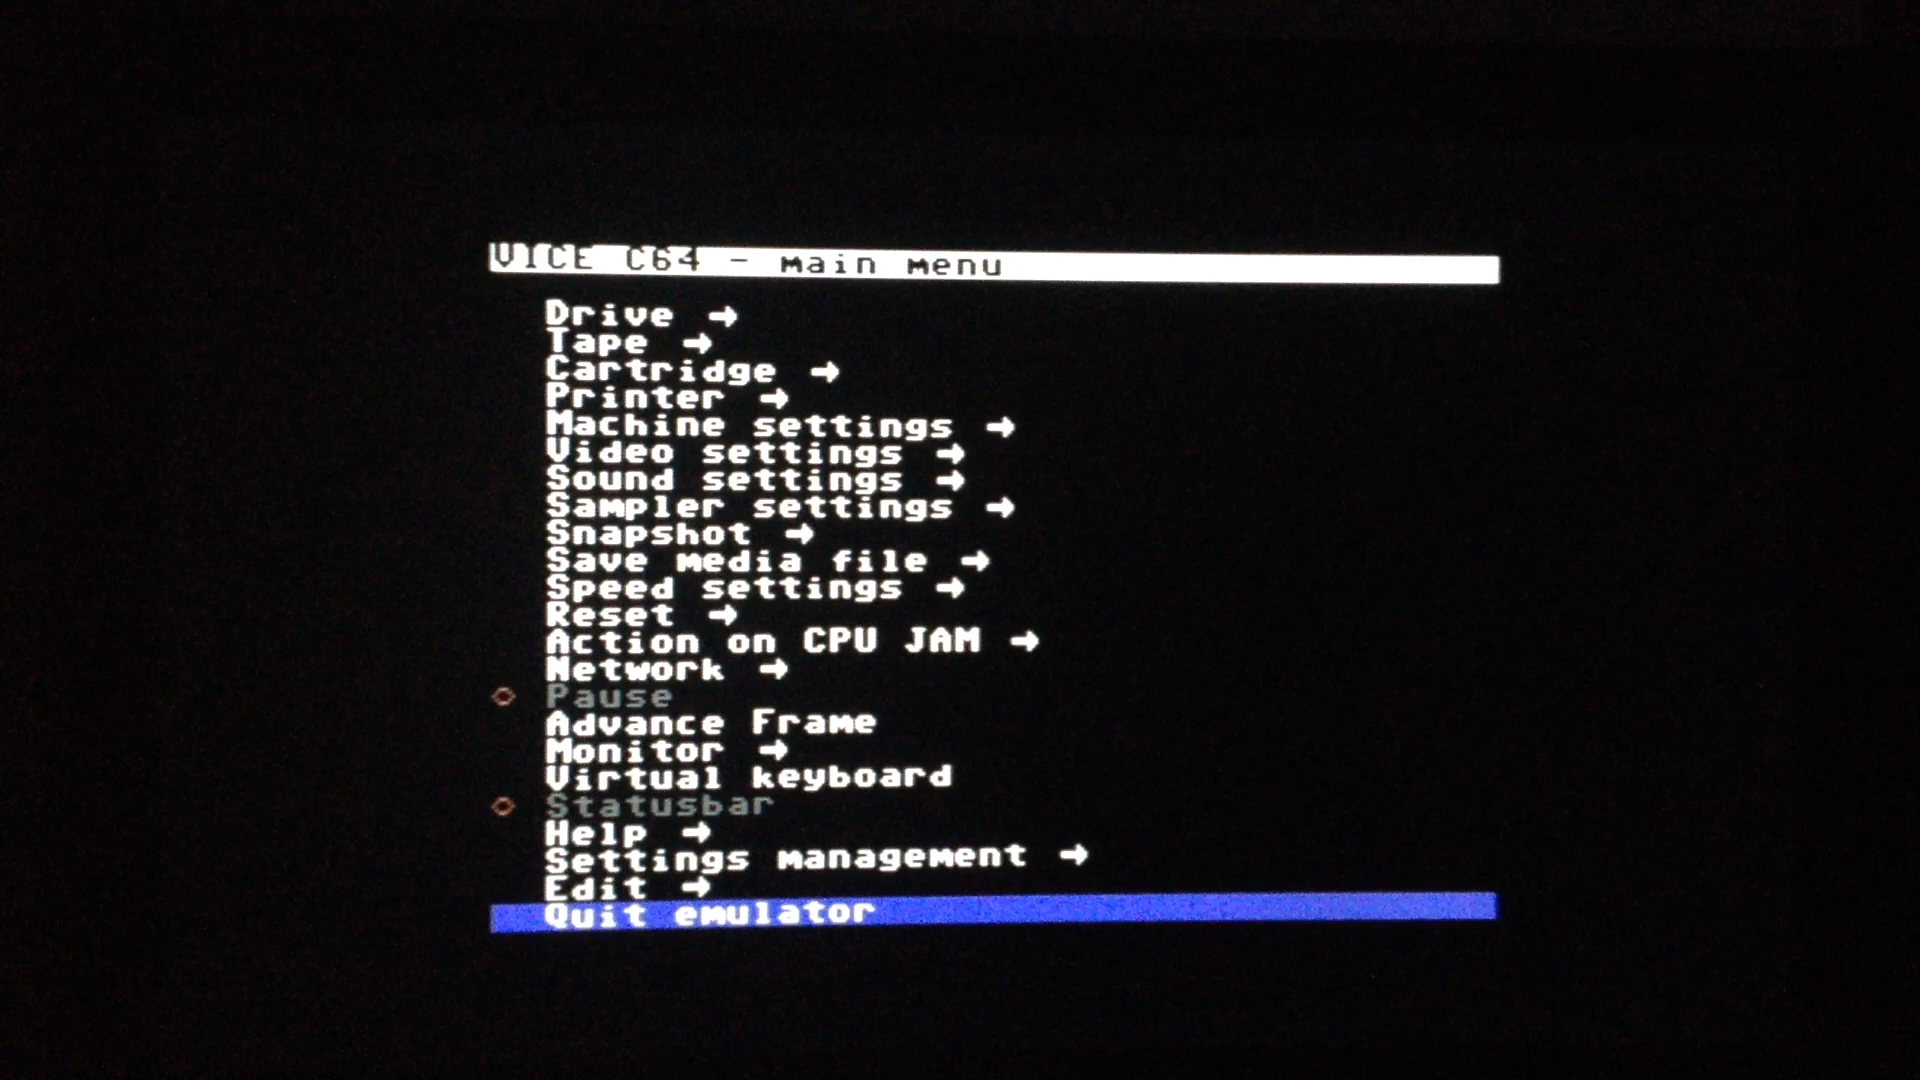 VICE C64 - main menu
Drive →
Tape →
Cartridge →
Printer →
Machine settings →
Video settings →
Sound settings →
Sampler settings →
Snapshot →
Save media file →
Speed settings →
Reset →
Action on CPU JAM →
Network →
Pause
Advance Frame
Monitor →
Virtual keyboard
Statusbar
Help →
Settings management →
Edit →
Quit emulator